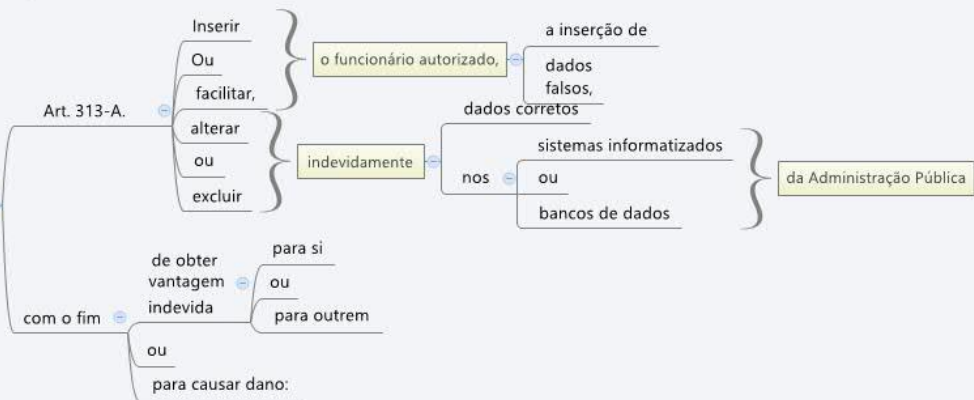 Art. 313-A.
Inserir
Ou
facilitar,
o funcionário autorizado,
a inserção de
dados
falsos,
alterar
ou
excluir
indevidamente
dados corretos
nos
sistemas informatizados
ou
bancos de dados
da Administração Pública
com o fim
de obter
vantagem
indevida
para si
ou
para outrem
ou
para causar dano: